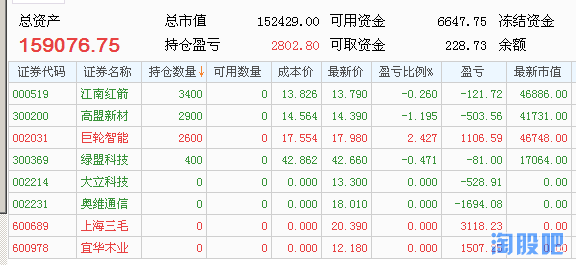 总资产 总市值 152429.00 可用资金 6647.75 冻结资金
159076.75 持仓盈亏 2802.80 可取资金 228.73 余额
证券代码 证券名称 持仓数量↓ 可用数量 成本价 最新价 盈亏比例% 盈亏 最新市值
000519 江南红箭 3400 0 13.826 13.790 -0.260 -121.72 46886.00
300200 高盟新材 2900 0 14.564 14.390 -1.195 -503.56 41731.00
002031 巨轮智能 2600 0 17.554 17.980 2.427 1106.59 46748.00
300369 绿盟科技 400 0 42.862 42.660 -0.471 -81.00 17064.00
002214 大立科技 0 0 0.000 13.300 0.000 -528.91
002231 奥维通信 0 0 0.000 18.010 0.000 -1694.08
600689 上海三毛 0 0 0.000 20.390 0.000 3118.23 0.00
600978 宜华木业 0 0 0.000 12.180 0.000
淘股吧